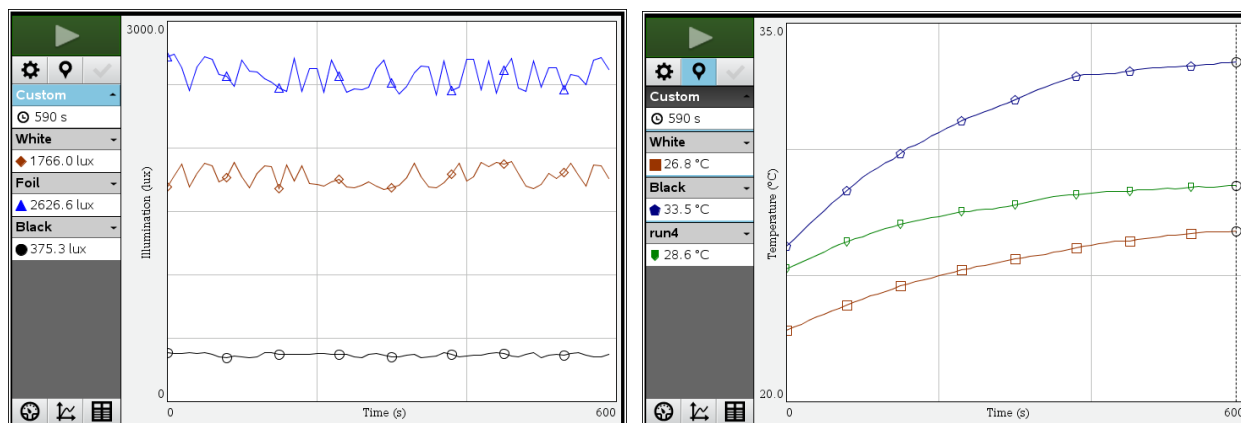 3000.0
Custom
590 s
White
1766.0 lux
Foil
2626.6 lux
Black
375.3 lux
Illumination (lux)
0
0
Time (s)
600
35.0
Custom
590 s
White
26.8 °C
Black
33.5 °C
run4
28.6 °C
Temperature (°C)
20.0
0
Time (s)
600